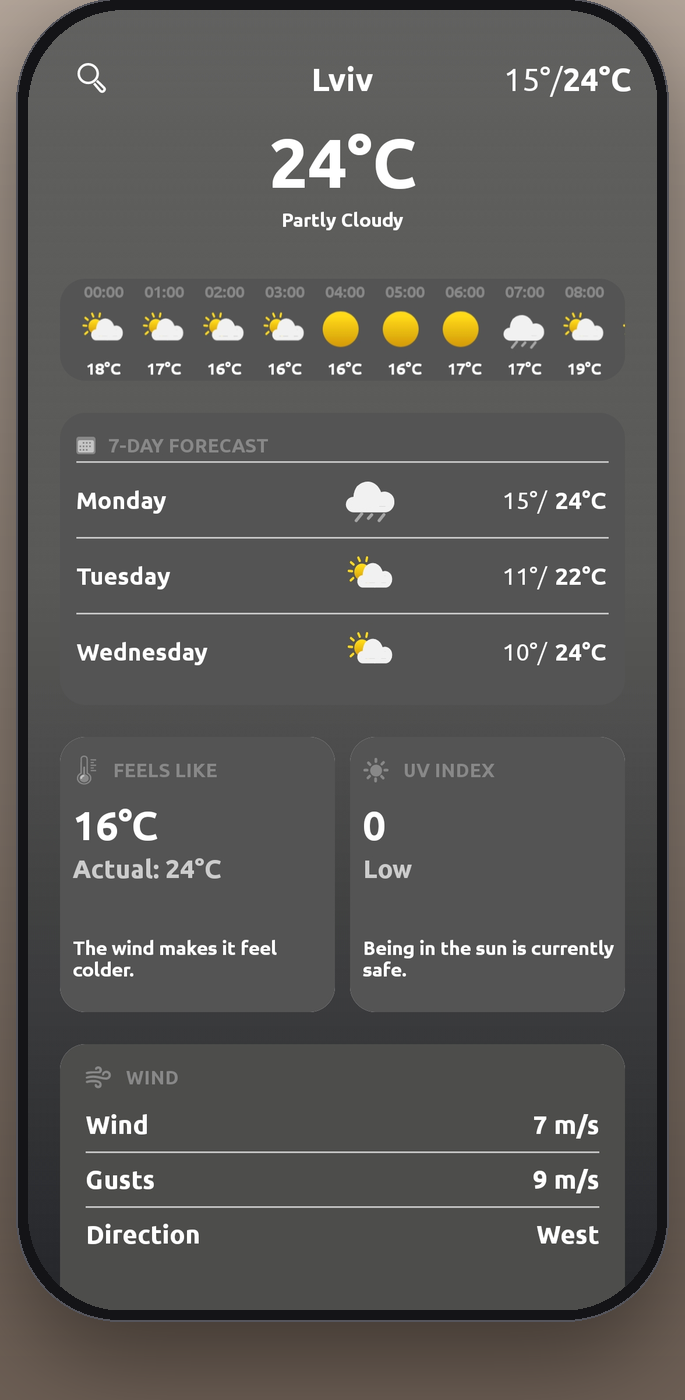 Lviv 15°/24°C
24°C
Partly Cloudy
00:00 01:00 02:00 03:00 04:00 05:00 06:00 07:00 08:00
18°C 17°C 16°C 16°C 16°C 16°C 17°C 17°C 19°C
7-DAY FORECAST
Monday 15°/ 24°C
Tuesday 11°/ 22°C
Wednesday 10°/ 24°C
FEELS LIKE
16°C
Actual: 24°C
The wind makes it feel
colder.
UV INDEX
0
Low
Being in the sun is currently
safe.
WIND
Wind 7 m/s
Gusts 9 m/s
Direction West